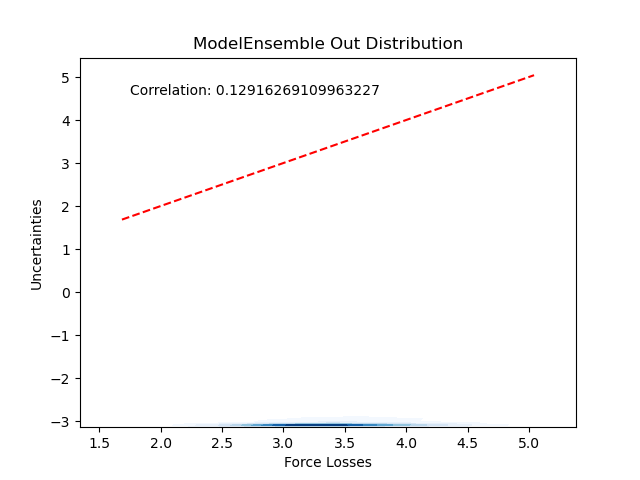 ModelEnsemble Out Distribution
Correlation: 0.12916269109963227
Uncertainties
5
4
3
2
1
0
−1
−2
−3
1.5 2.0 2.5 3.0 3.5 4.0 4.5 5.0
Force Losses